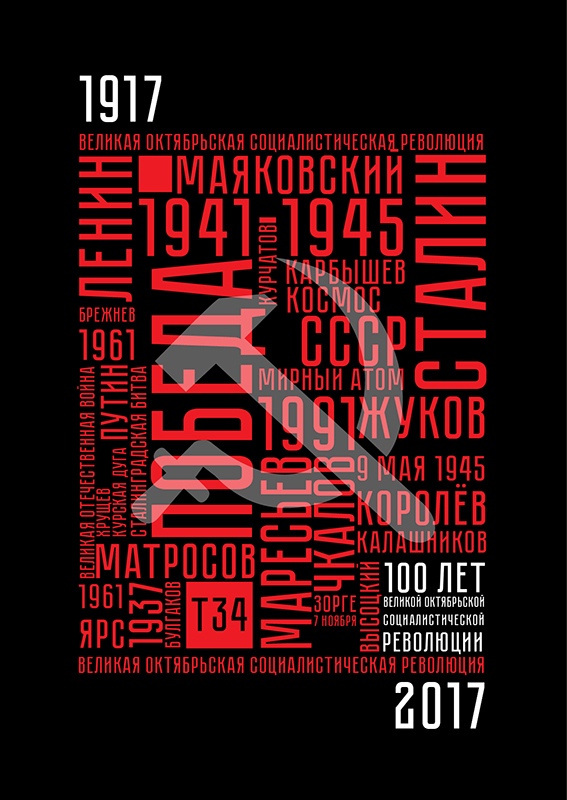 1917
ВЕЛИКАЯ ОКТЯБРЬСКАЯ СОЦИАЛИСТИЧЕСКАЯ РЕВОЛЮЦИЯ
ЛЕНИН
МАЯКОВСКИЙ
СТАЛИН
1941
1945
КУРЧАТОВ
КАРБЫШЕВ
КОСМОС
ПОБЕДА
СССР
БРЕЖНЕВ
1961
МИРНЫЙ АТОМ
ВЕЛИКАЯ ОТЕЧЕСТВЕННАЯ ВОЙНА
ПУТИН
ХРУЩЕВ
КУРСКАЯ ДУГА
СТАЛИНГРАДСКАЯ БИТВА
1991
ЖУКОВ
9 МАЯ 1945
МАРЕСЬЕВ
ЧКАЛОВ
КОРОЛЁВ
КАЛАШНИКОВ
МАТРОСОВ
1961
ЯРС
1937
БУЛГАКОВ
Т34
ЗОРГЕ
7 НОЯБРЯ
ВЫСОЦКИЙ
100 ЛЕТ
ВЕЛИКОЙ ОКТЯБРЬСКОЙ
СОЦИАЛИСТИЧЕСКОЙ
РЕВОЛЮЦИИ
ВЕЛИКАЯ ОКТЯБРЬСКАЯ СОЦИАЛИСТИЧЕСКАЯ РЕВОЛЮЦИЯ
2017